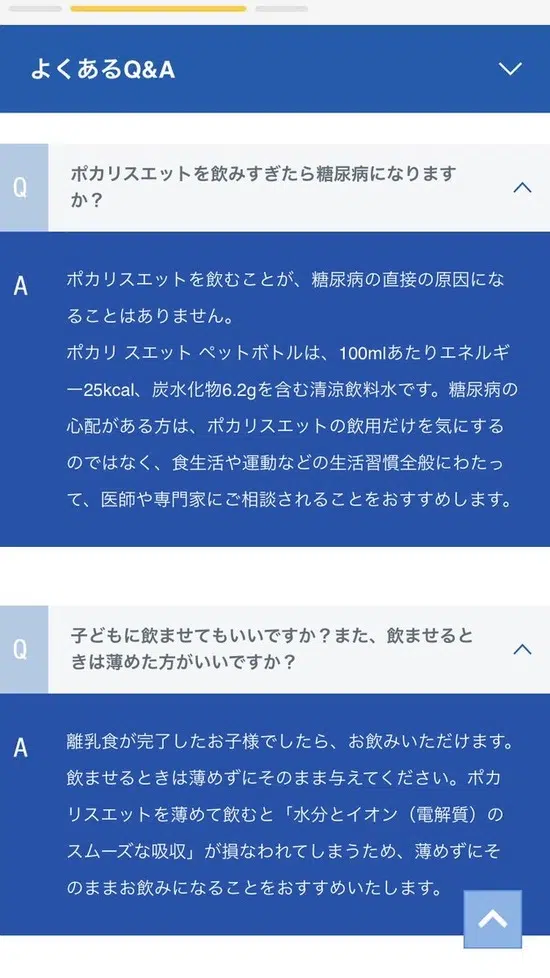 よくあるQ&A
Q
ポカリスエットを飲みすぎたら糖尿病になります
か？
A
ポカリスエットを飲むことが、糖尿病の直接の原因にな
ることはありません。
ポカリ スエット ペットボトルは、100mlあたりエネルギ
ー25kcal、炭水化物6.2gを含む清涼飲料水です。糖尿病の
心配がある方は、ポカリスエットの飲用だけを気にする
のではなく、食生活や運動などの生活習慣全般にわたっ
て、医師や専門家にご相談されることをおすすめします。
Q
子どもに飲ませてもいいですか？また、飲ませると
きは薄めた方がいいですか？
A
離乳食が完了したお子様でしたら、お飲みいただけます。
飲ませるときは薄めずにそのまま与えてください。ポカ
リスエットを薄めて飲むと「水分とイオン（電解質）の
スムーズな吸収」が損なわれてしまうため、薄めずにそ
のままお飲みになることをおすすめいたします。